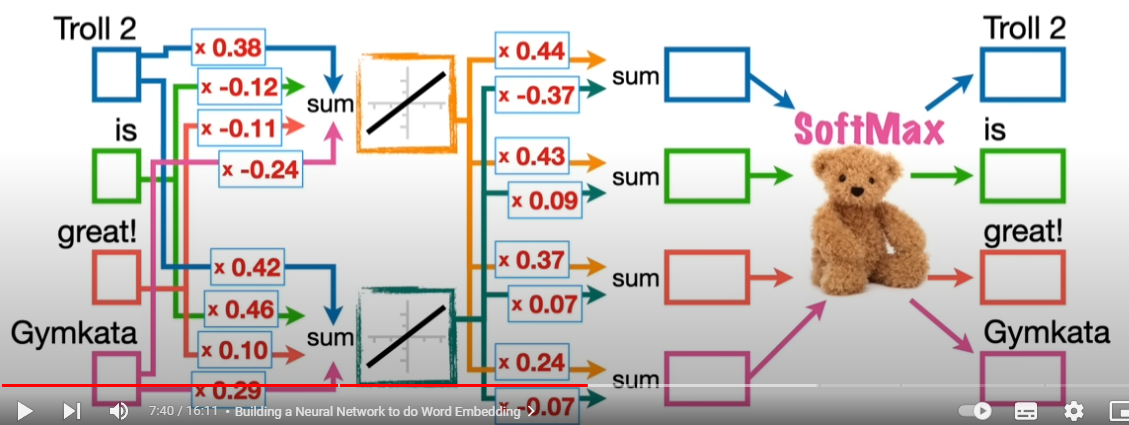 Troll 2
is
great!
Gymkata
x 0.38
x -0.12
x -0.11
x -0.24
sum
x 0.42
x 0.46
x 0.10
x 0.29
sum
x 0.44
x -0.37
sum
x 0.43
x 0.09
sum
x 0.37
x 0.07
sum
x 0.24
x -0.07
sum
SoftMax
Troll 2
is
great!
Gymkata
7:40 / 16:11 • Building a Neural Network to do Word Embedding >